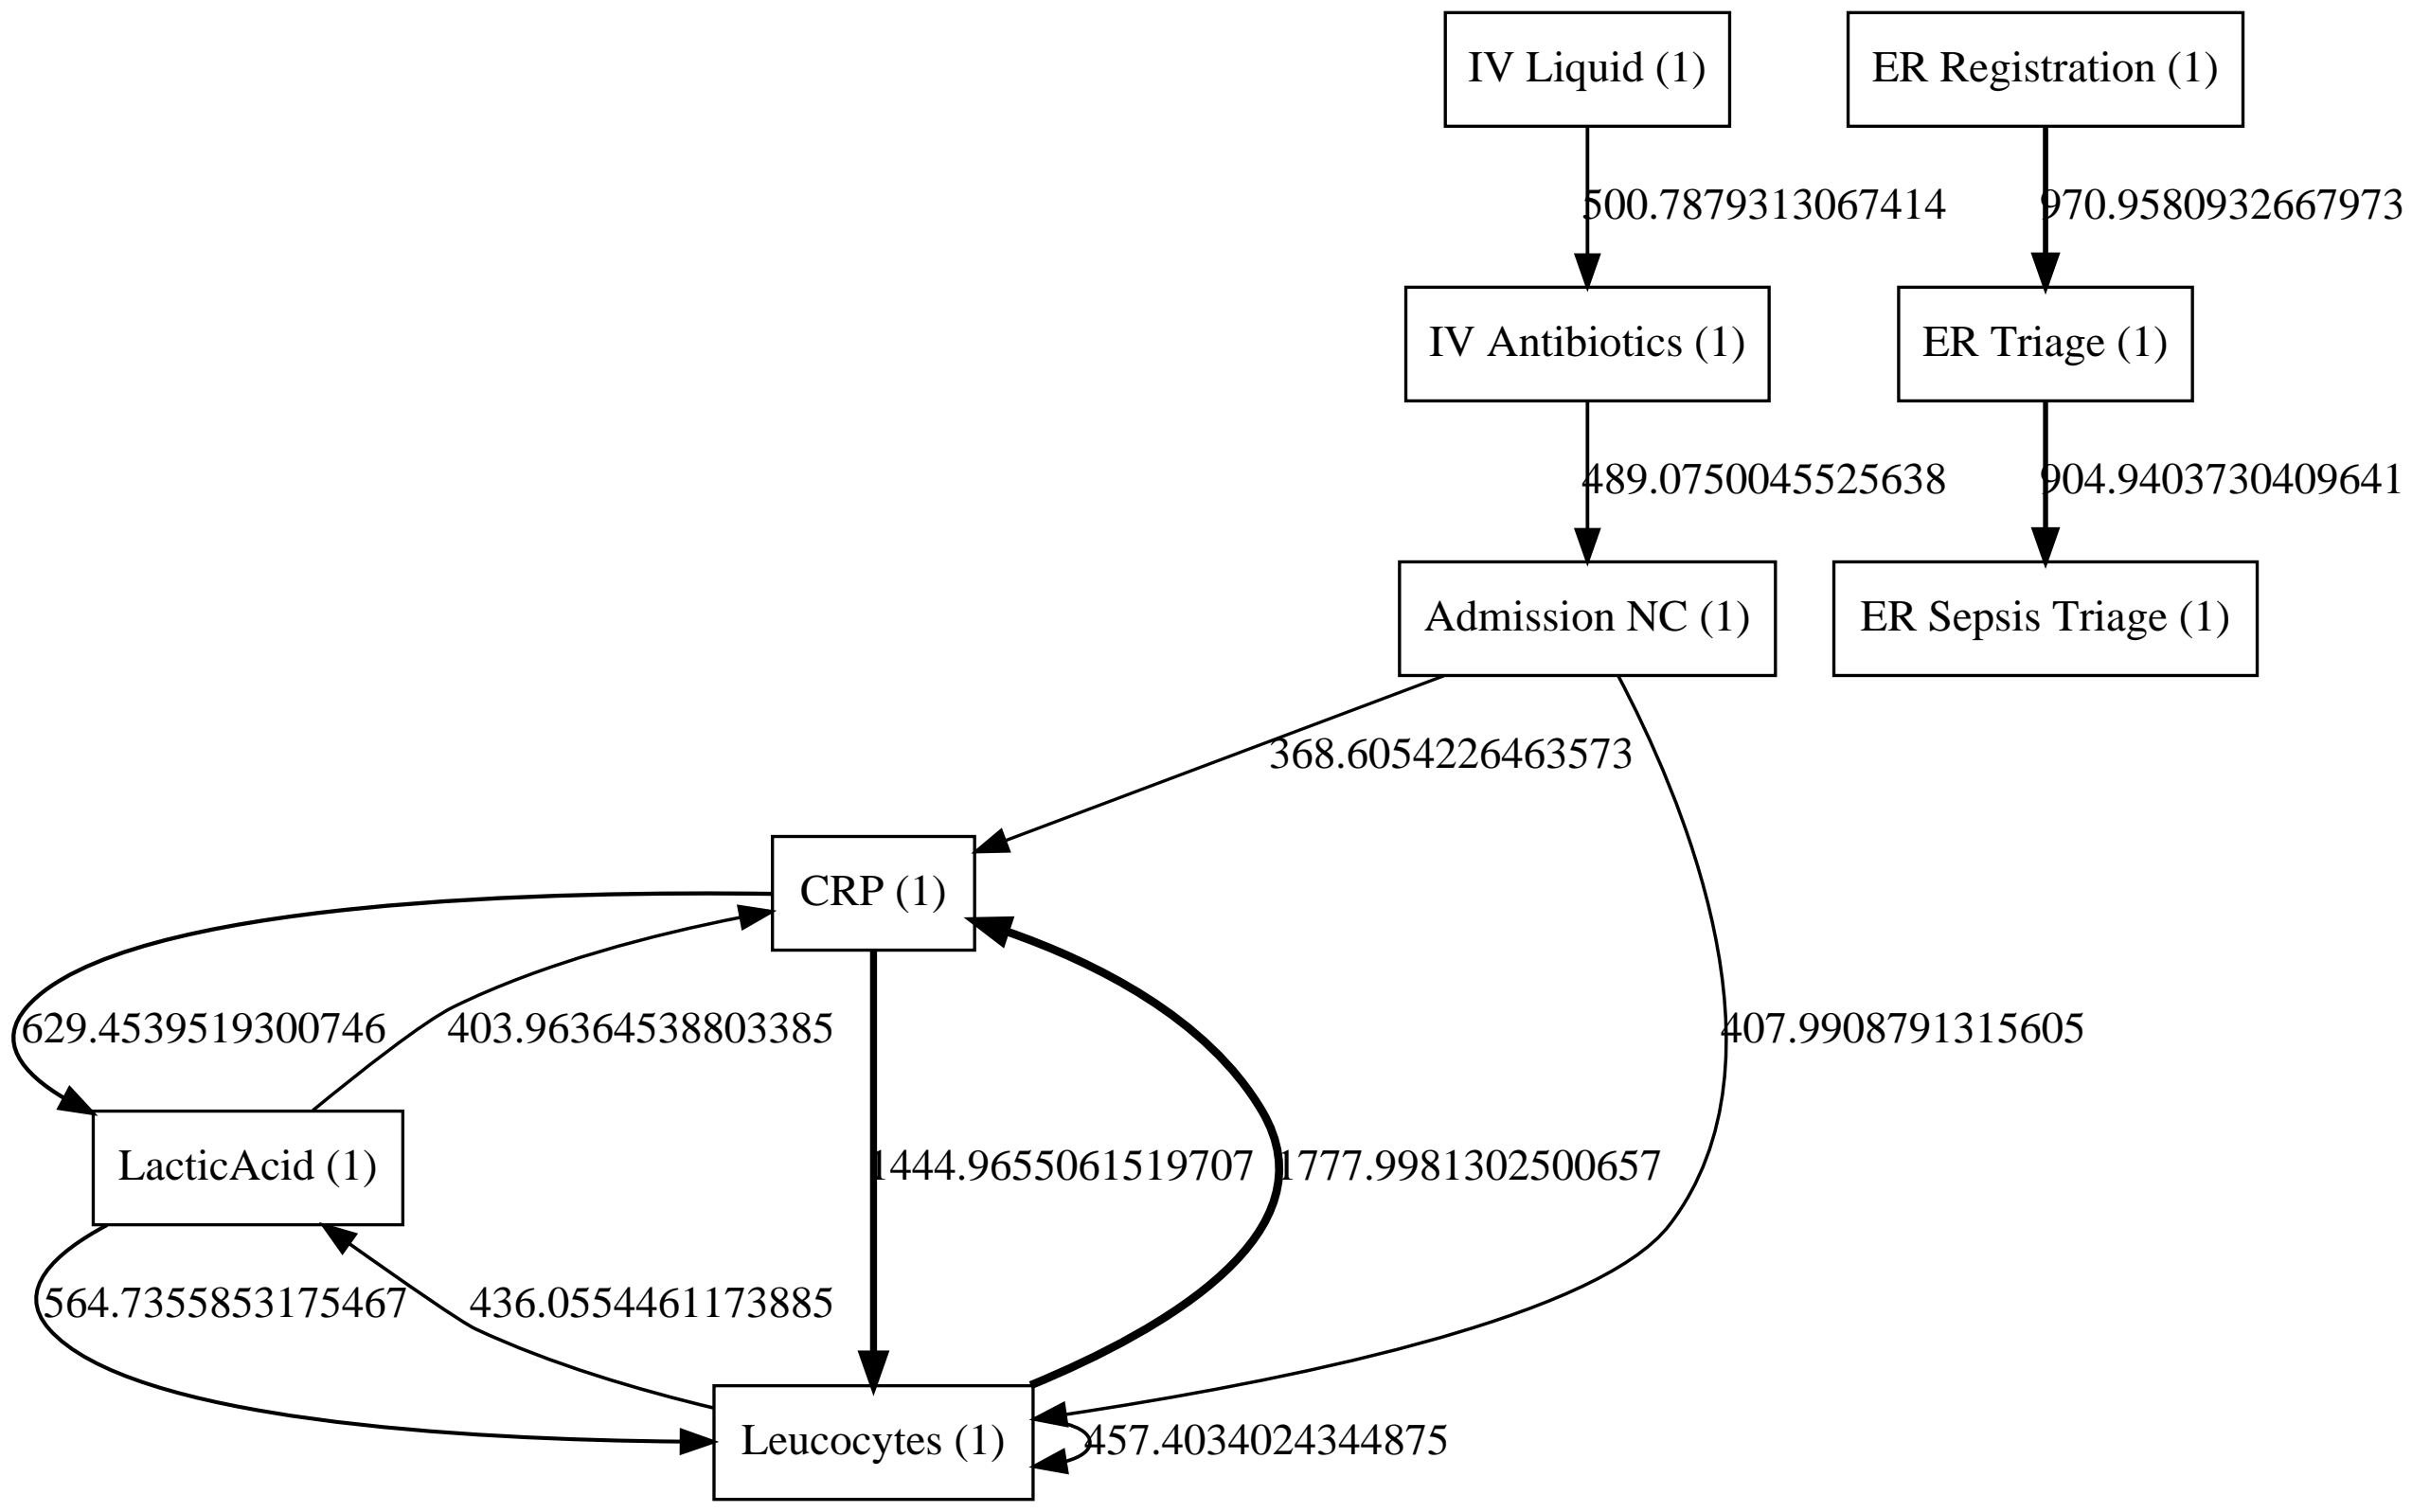 IV Liquid (1)
ER Registration (1)
500.7879313067414
970.9580932667973
IV Antibiotics (1)
ER Triage (1)
489.0750045525638
904.9403730409641
Admission NC (1)
ER Sepsis Triage (1)
368.6054226463573
CRP (1)
629.4539519300746
403.96364538803385
407.9908791315605
LacticAcid (1)
1444.9655061519707
1777.9981302500657
564.7355853175467
436.0554461173885
Leucocytes (1)
457.4034024344875